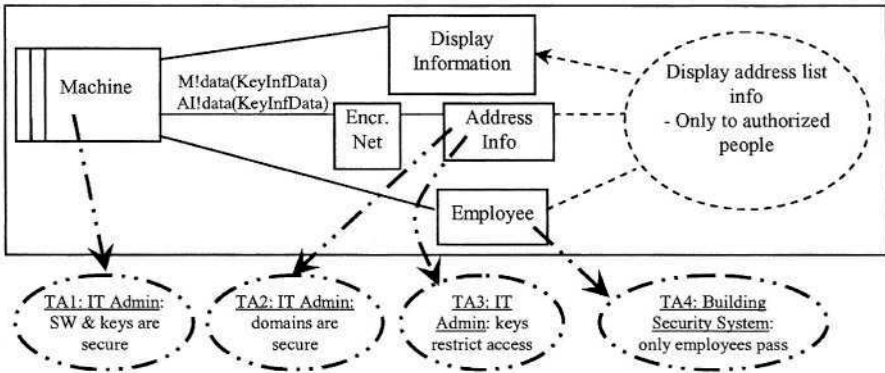 Display
Information
Machine
M!data(KeyInfData)
AI!data(KeyInfData)
Encr.
Net
Address
Info
Employee
Display address list
info
- Only to authorized
people
TA1: IT Admin:
SW & keys are
secure
TA2: IT Admin:
domains are
secure
TA3: IT
Admin: keys
restrict access
TA4: Building
Security System:
only employees pass